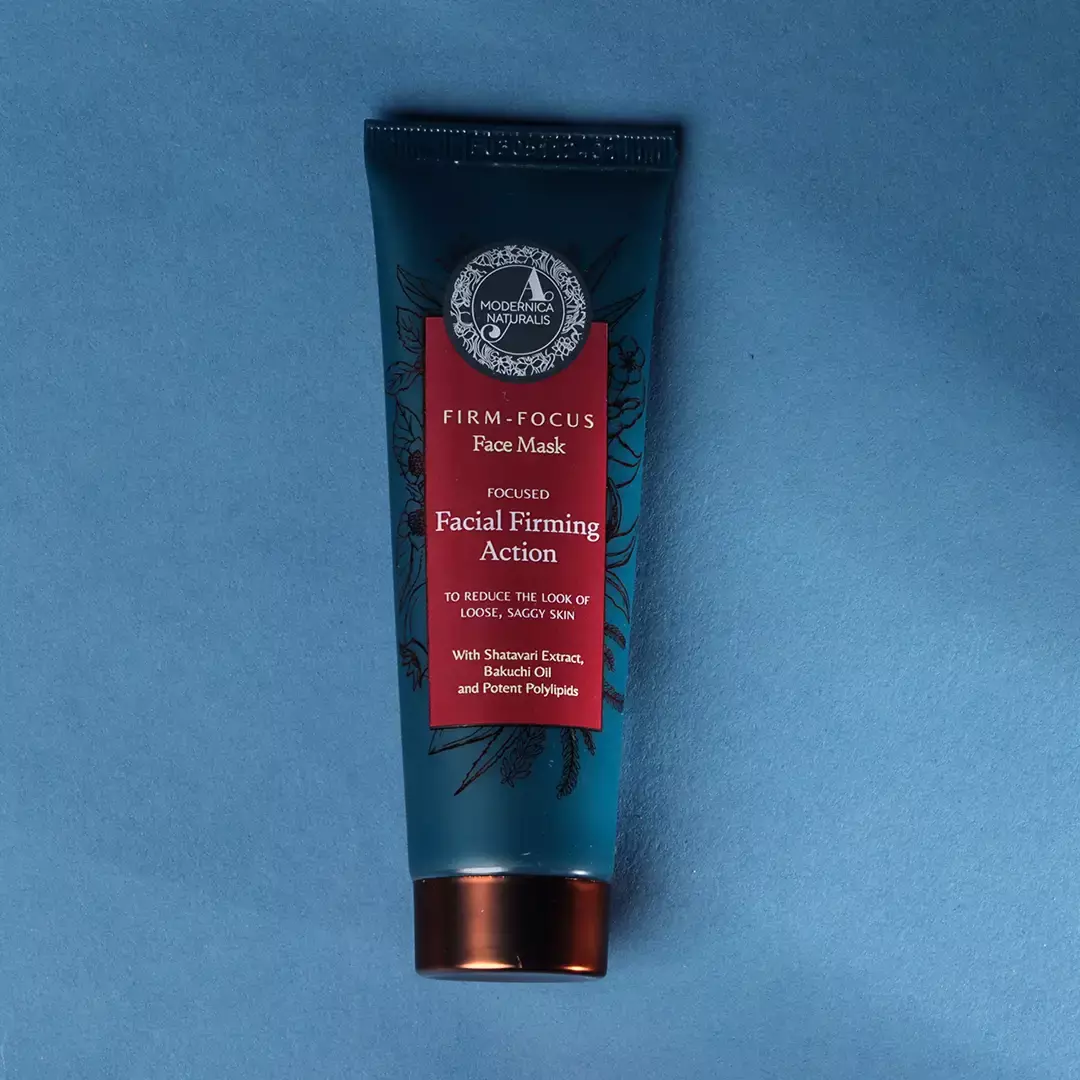 A
MODERNICA
NATURALIS
FIRM-FOCUS
Face Mask
FOCUSED
Facial Firming
Action
TO REDUCE THE LOOK OF
LOOSE, SAGGY SKIN
With Shatavari Extract,
Bakuchi Oil
and Potent Polylipids